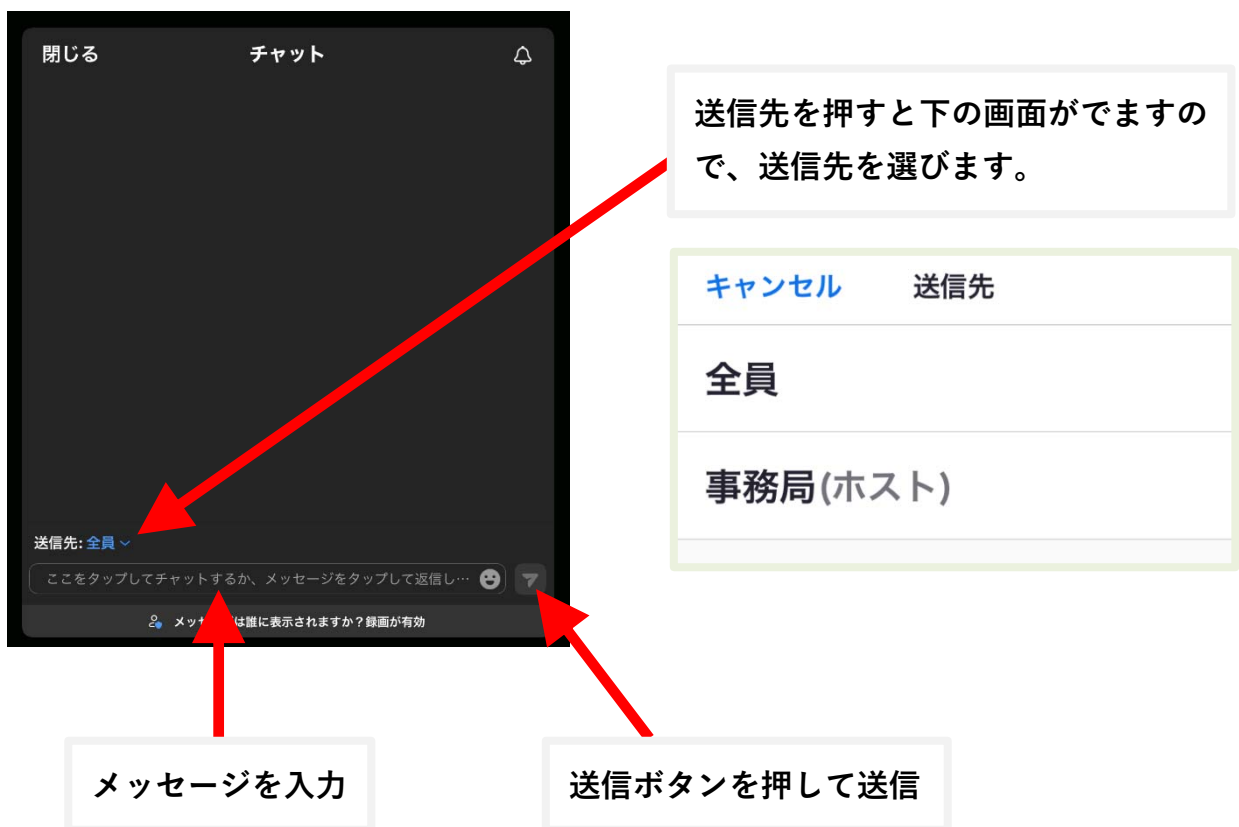 閉じる
チャット
送信先を押すと下の画面がでますの
で、送信先を選びます。
キャンセル
送信先
全員
事務局(ホスト)
送信先: 全員
ここをタップしてチャットするか、メッセージをタップして返信し…
メッセ は誰に表示されますか？録画が有効
メッセージを入力
送信ボタンを押して送信